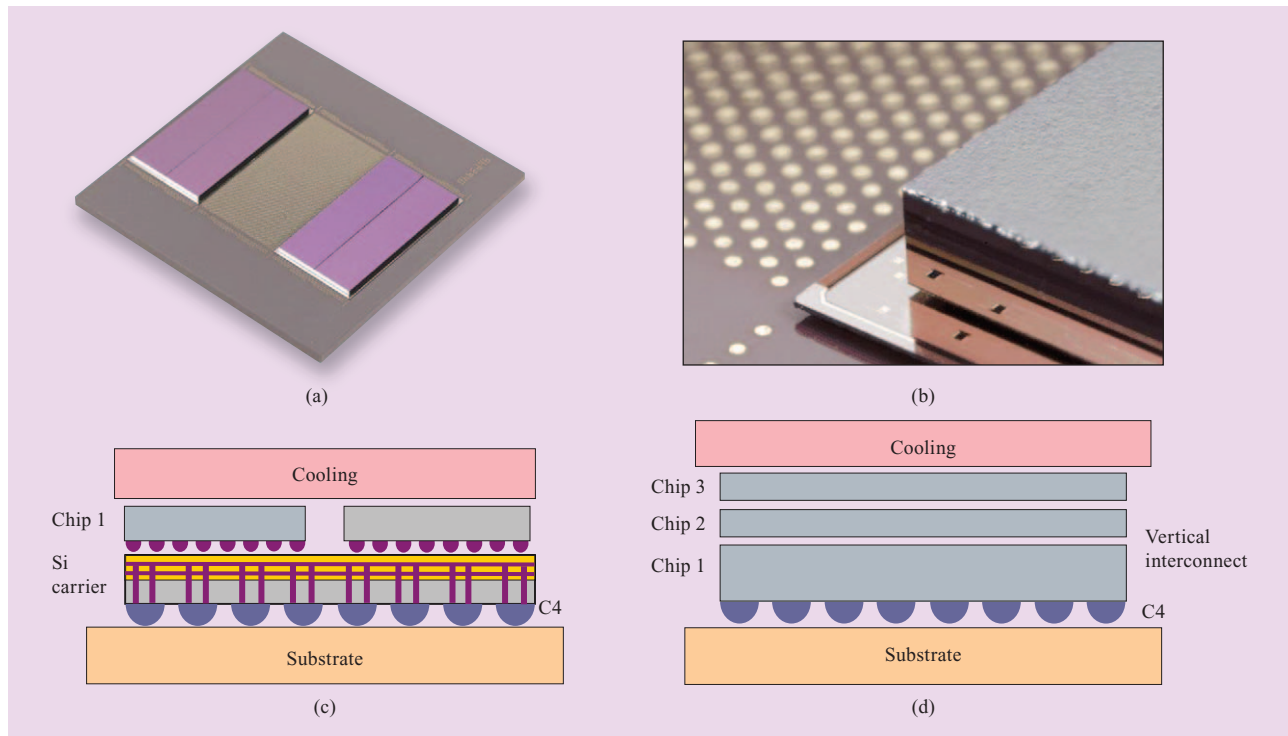 (a)
(b)
Cooling
Chip 1
Si
carrier
C4
Substrate
(c)
Cooling
Chip 3
Chip 2
Chip 1
Vertical
interconnect
C4
Substrate
(d)